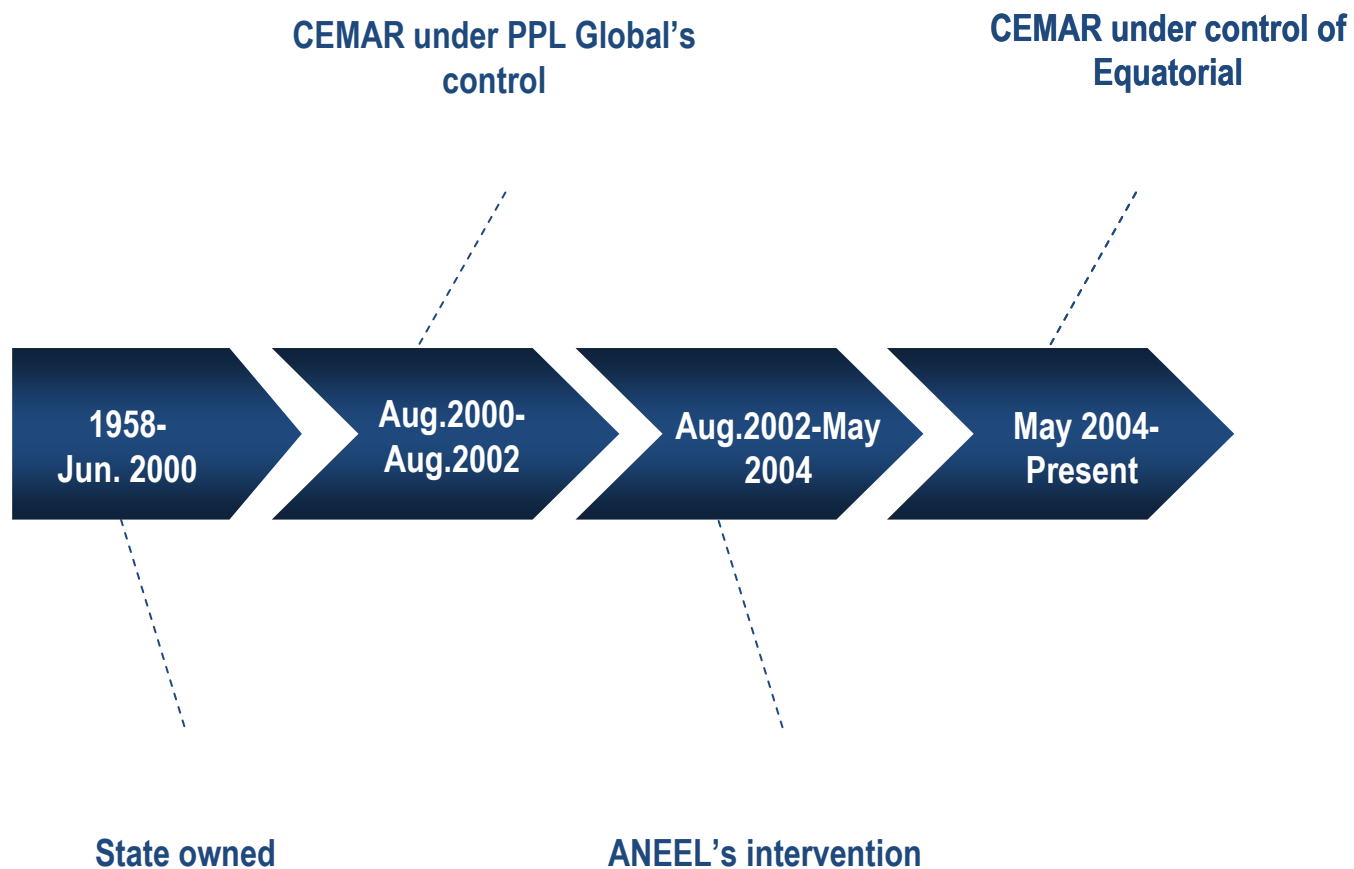 CEMAR under PPL Global's
control
CEMAR under control of
Equatorial
1958-
Jun. 2000
Aug.2000-
Aug.2002
Aug.2002-May
2004
May 2004-
Present
State owned
ANEEL's intervention